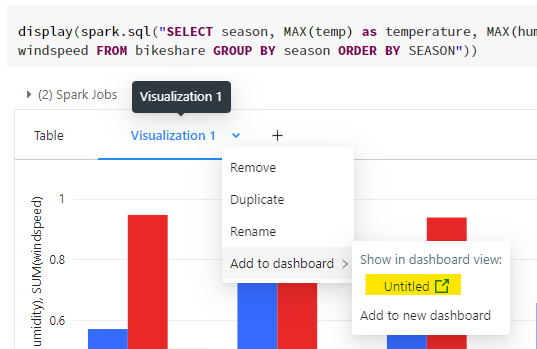 display(spark.sql("SELECT season, MAX(temp) as temperature, MAX(hum
windspeed FROM bikeshare GROUP BY season ORDER BY SEASON"))
(2) Spark Jobs
Visualization 1
Table
Visualization 1
+
Remove
Duplicate
Rename
Add to dashboard
Show in dashboard view:
Untitled
Add to new dashboard
1
0.8
0.6
umidity), SUM(windspeed)